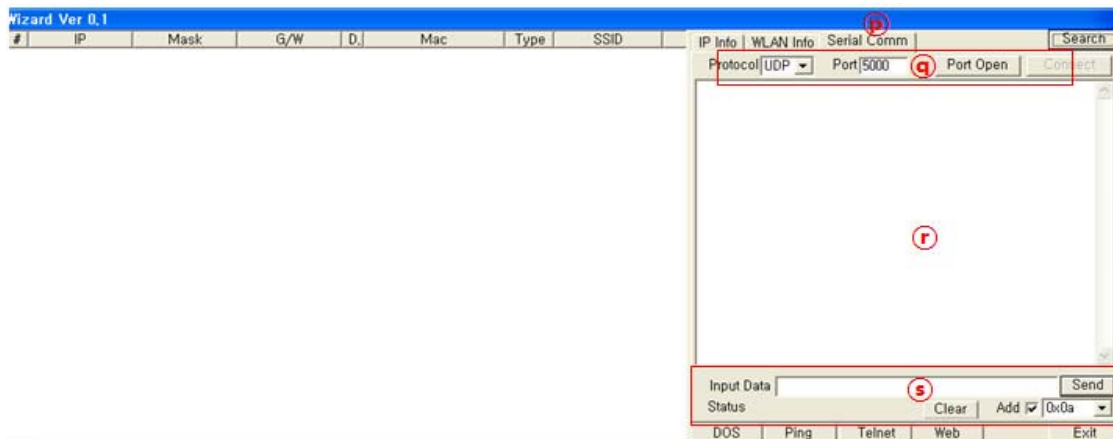 Wizard Ver 0.1
# IP Mask G/W D. Mac Type SSID
p
IP Info WLAN Info Serial Comm Search
Protocol UDP Port 5000 q Port Open Connect
r
Input Data s Send
Status Clear Add 0x0a
DOS Ping Telnet Web Exit